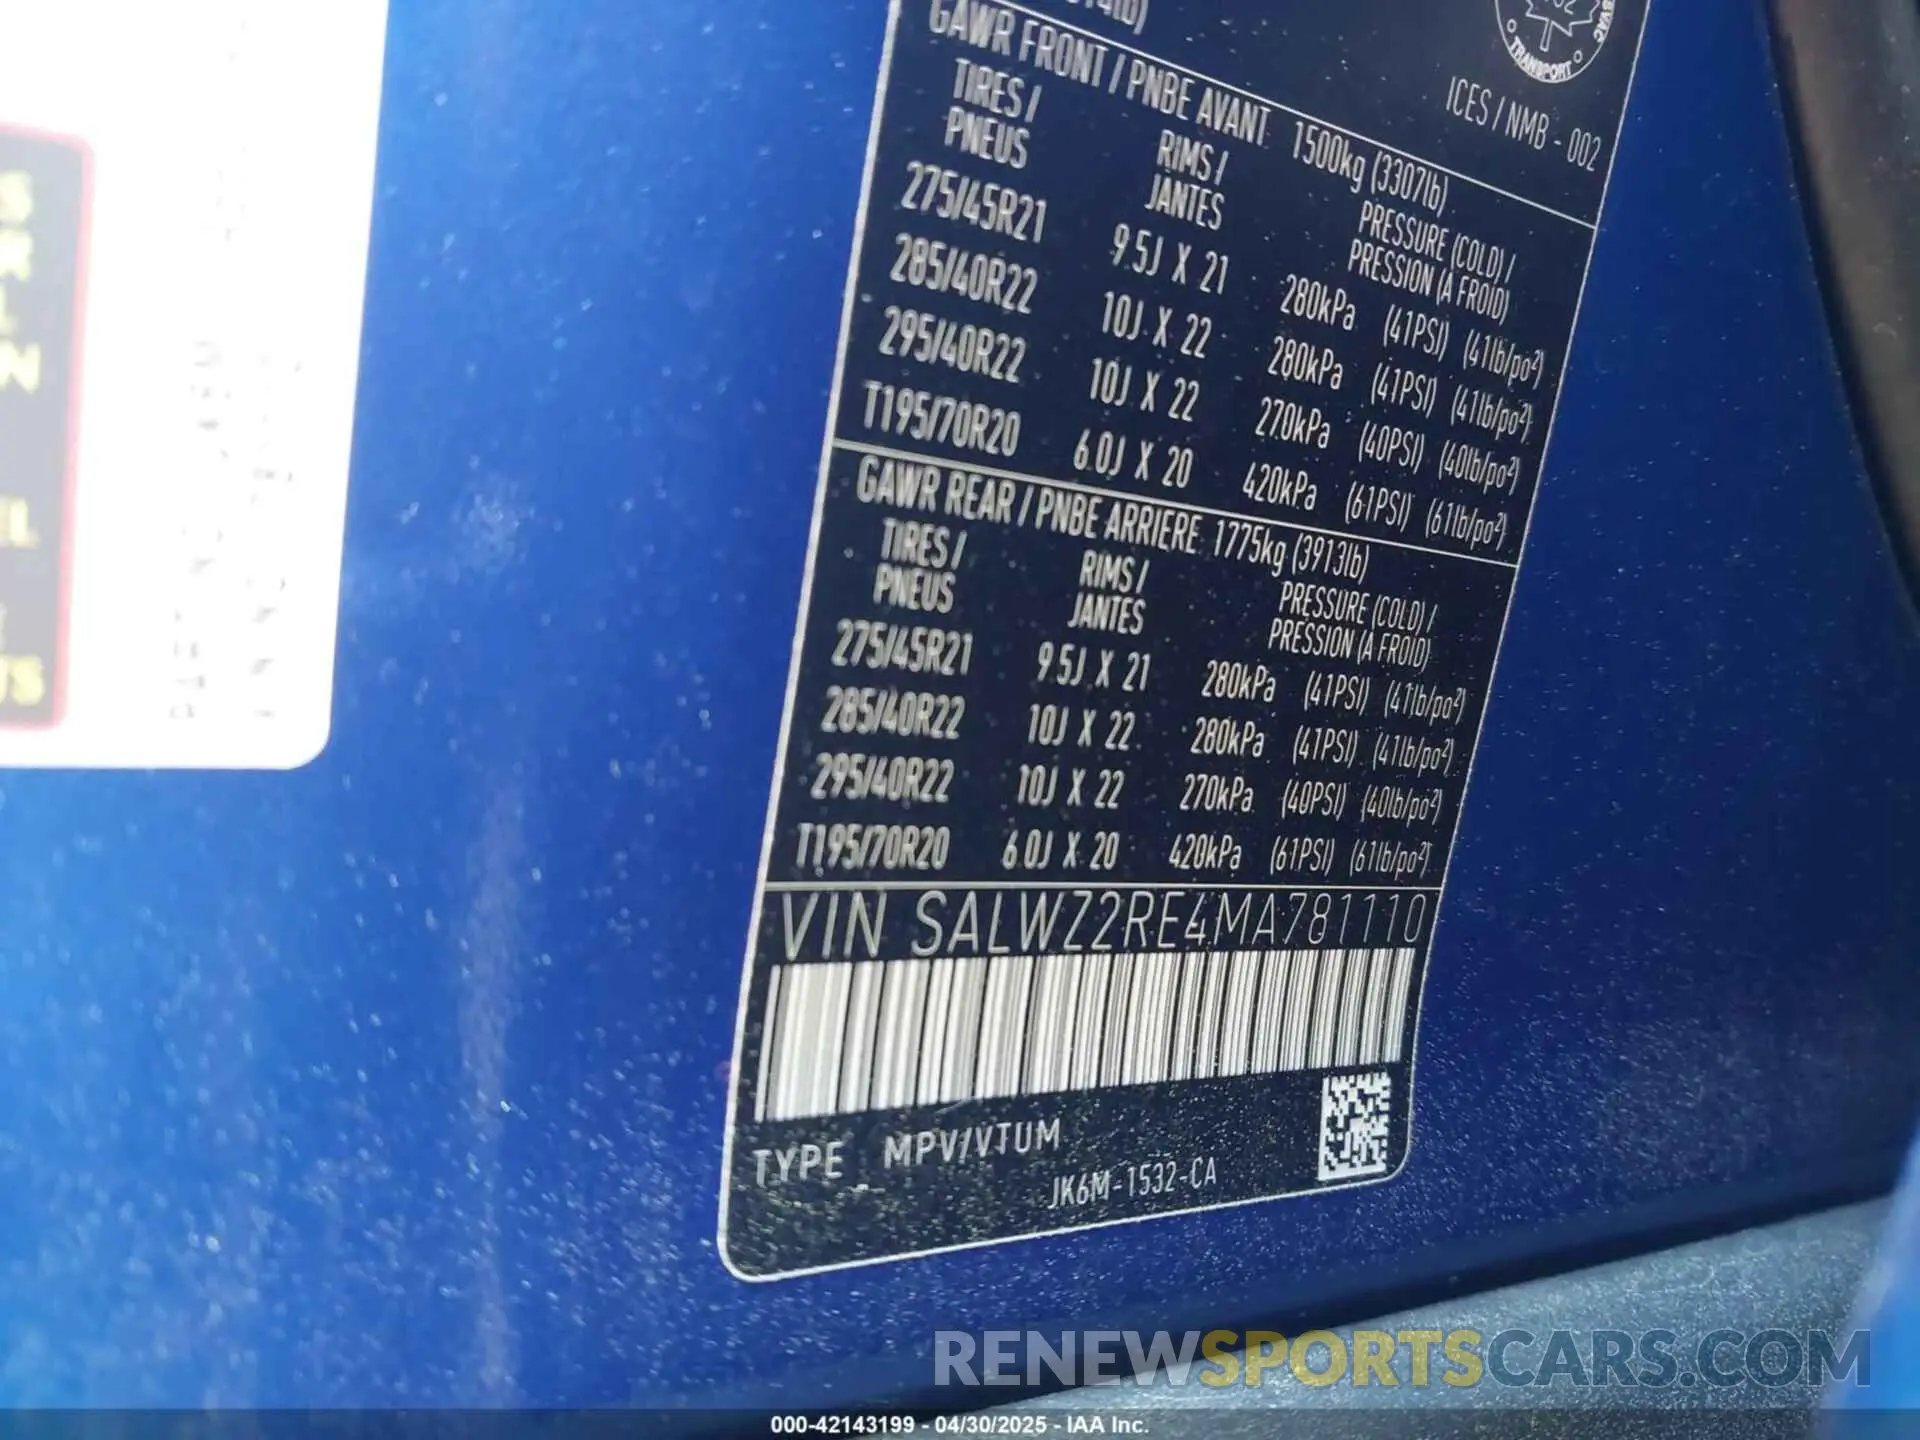 GAWR FRONT / PNBE AVANT 1500kg (3307lb)
TRANSPORT
ICES / NMB - 002
TIRES / RIMS / PRESSURE (COLD) /
PNEUS JANTES PRESSION (A FROID)
275/45R21 9.5J X 21 280kPa (41PSI) (41lb/po²)
285/40R22 10J X 22 280kPa (41PSI) (41lb/po²)
295/40R22 10J X 22 270kPa (40PSI) (40lb/po²)
T195/70R20 6.0J X 20 420kPa (61PSI) (61lb/po²)
GAWR REAR / PNBE ARRIERE 1775kg (3913lb)
TIRES / RIMS / PRESSURE (COLD) /
PNEUS JANTES PRESSION (A FROID)
275/45R21 9.5J X 21 280kPa (41PSI) (41lb/po²)
285/40R22 10J X 22 280kPa (41PSI) (41lb/po²)
295/40R22 10J X 22 270kPa (40PSI) (40lb/po²)
T195/70R20 6.0J X 20 420kPa (61PSI) (61lb/po²)
VIN SALWZ2RE4MA781110
TYPE MPV/VTUM
JK6M-1532-CA
RENEWSPORTSCARS.COM
000-42143199 - 04/30/2025 - IAA Inc.